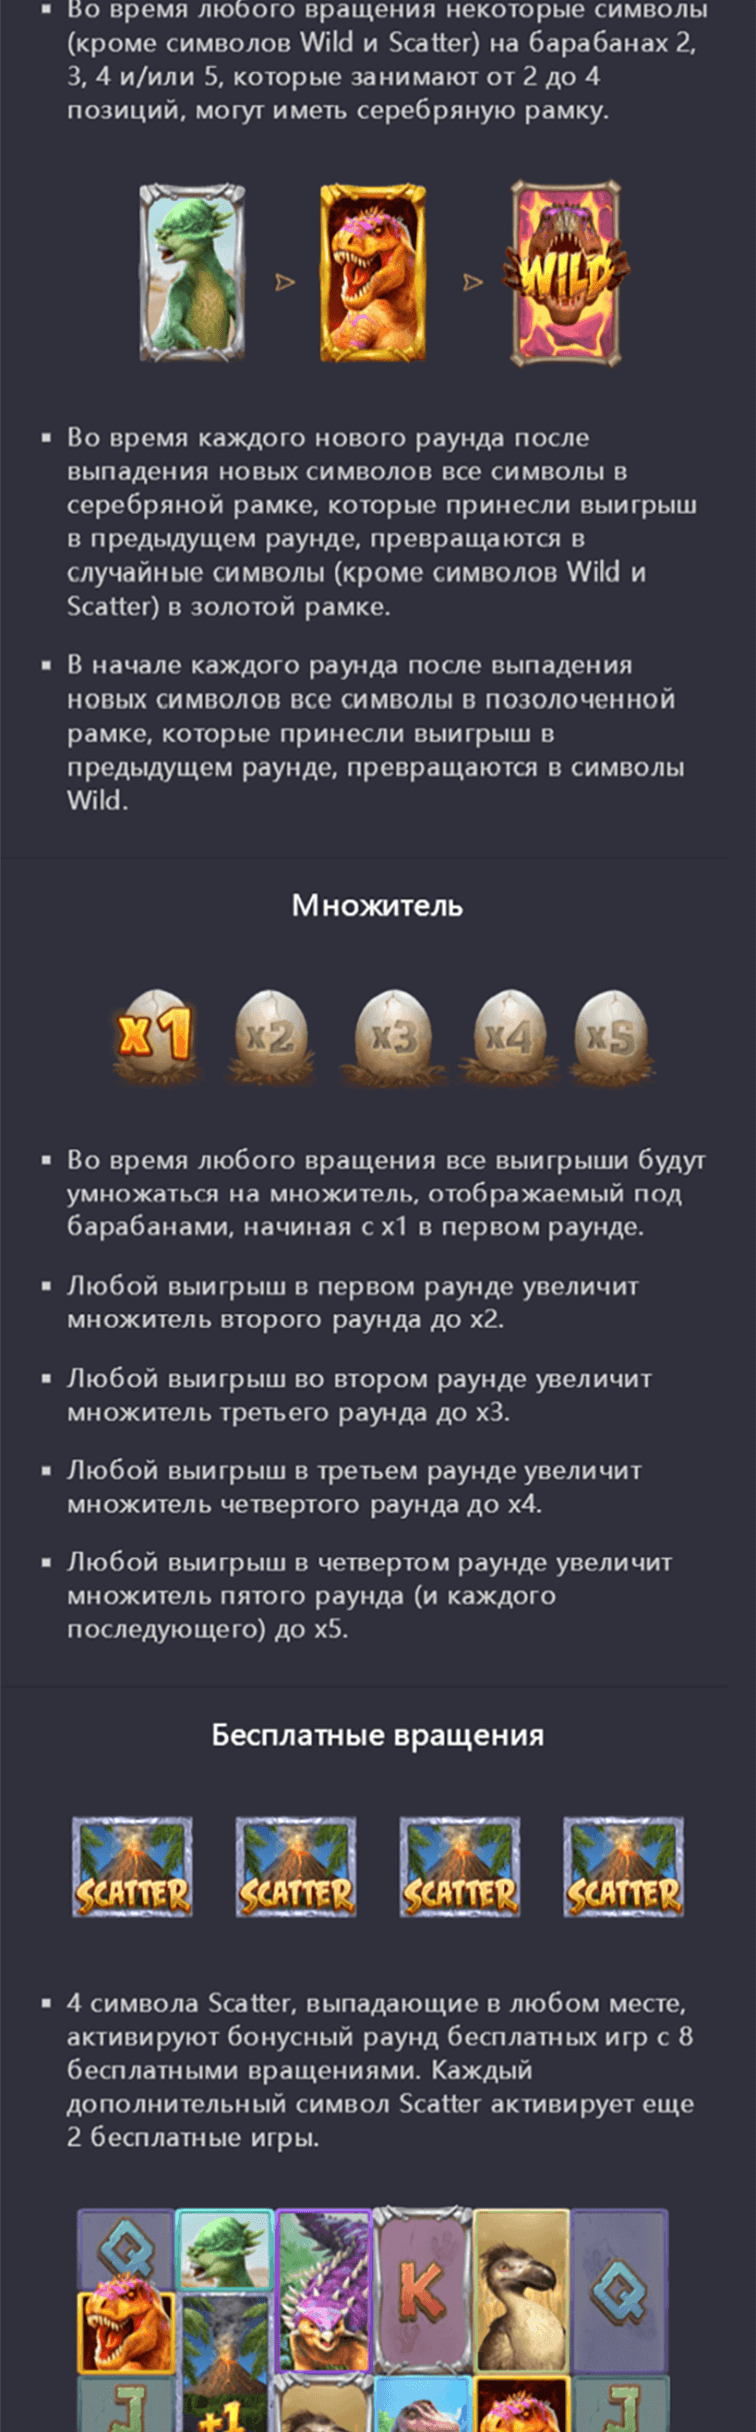 Во время любого вращения некоторые символы
(кроме символов Wild и Scatter) на барабанах 2,
3, 4 и/или 5, которые занимают от 2 до 4
позиций, могут иметь серебряную рамку.
WILD
Во время каждого нового раунда после
выпадения новых символов все символы в
серебряной рамке, которые принесли выигрыш
в предыдущем раунде, превращаются в
случайные символы (кроме символов Wild и
Scatter) в золотой рамке.
В начале каждого раунда после выпадения
новых символов все символы в позолоченной
рамке, которые принесли выигрыш в
предыдущем раунде, превращаются в символы
Wild.
Множитель
x1 x2 x3 x4 x5
Во время любого вращения все выигрыши будут
умножаться на множитель, отображаемый под
барабанами, начиная с x1 в первом раунде.
Любой выигрыш в первом раунде увеличит
множитель второго раунда до x2.
Любой выигрыш во втором раунде увеличит
множитель третьего раунда до x3.
Любой выигрыш в третьем раунде увеличит
множитель четвертого раунда до x4.
Любой выигрыш в четвертом раунде увеличит
множитель пятого раунда (и каждого
последующего) до x5.
Бесплатные вращения
SCATTER SCATTER SCATTER SCATTER
4 символа Scatter, выпадающие в любом месте,
активируют бонусный раунд бесплатных игр с 8
бесплатными вращениями. Каждый
дополнительный символ Scatter активирует еще
2 бесплатные игры.
Q K Q
J +1 J